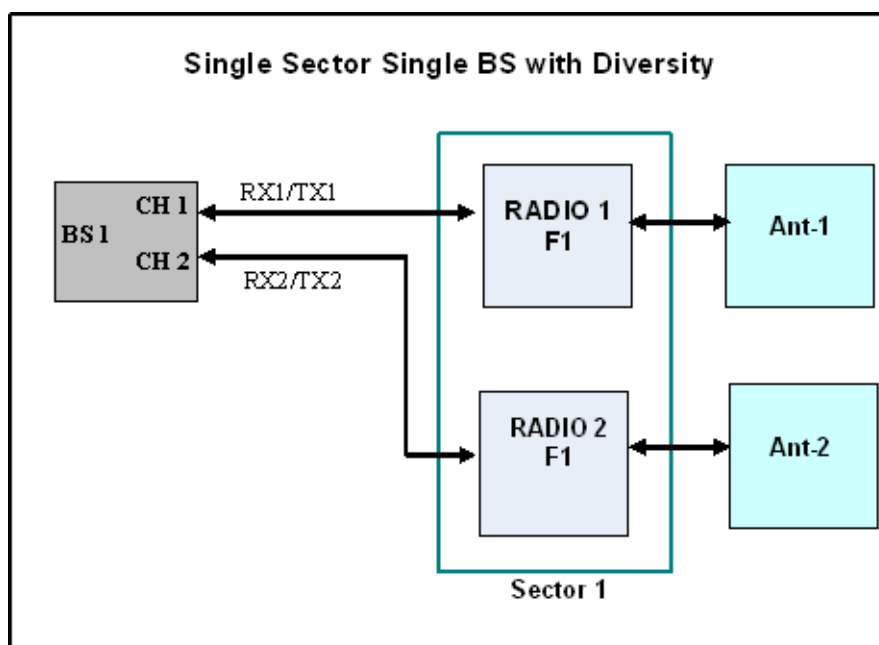 Single Sector Single BS with Diversity
BS 1
CH 1
CH 2
RX1/TX1
RX2/TX2
RADIO 1
F1
Ant-1
RADIO 2
F1
Ant-2
Sector 1